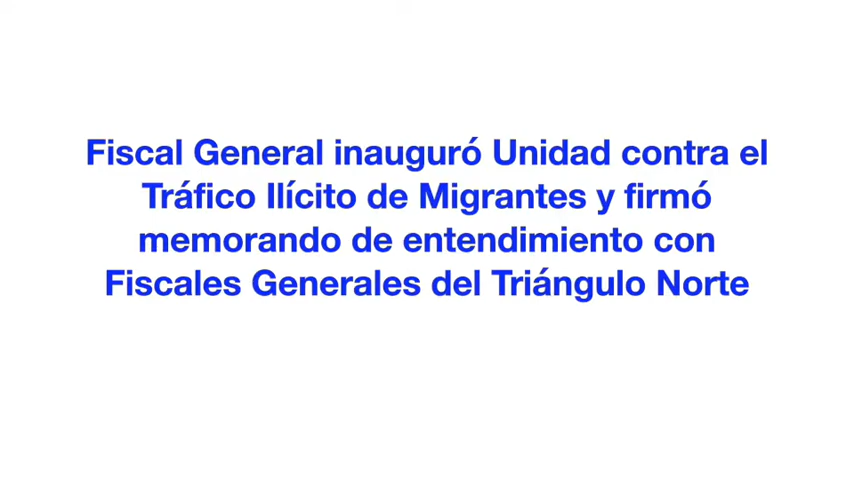 Fiscal General inauguró Unidad contra el
Tráfico Ilícito de Migrantes y firmó
memorando de entendimiento con
Fiscales Generales del Triángulo Norte